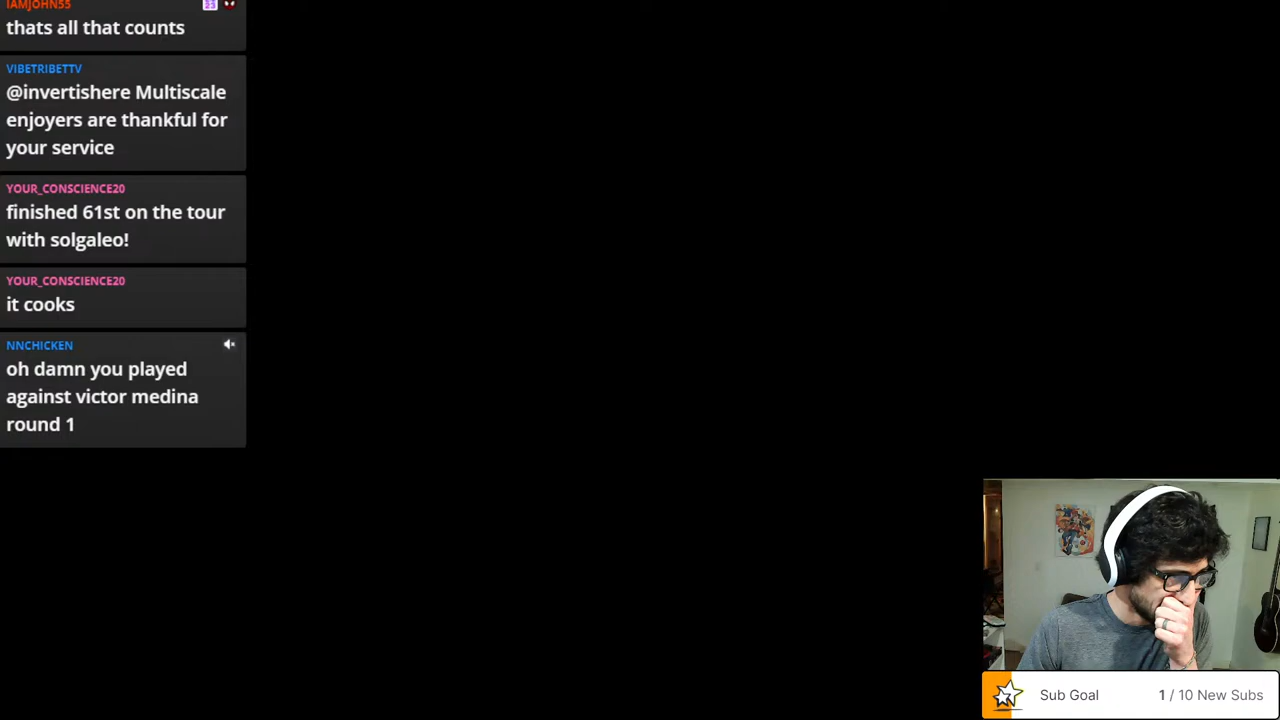 IAMJOHN55
23
thats all that counts
VIBETRIBETTV
@invertishere Multiscale
enjoyers are thankful for
your service
YOUR_CONSCIENCE20
finished 61st on the tour
with solgaleo!
YOUR_CONSCIENCE20
it cooks
NNCHICKEN
oh damn you played
against victor medina
round 1
Sub Goal 1 / 10 New Subs